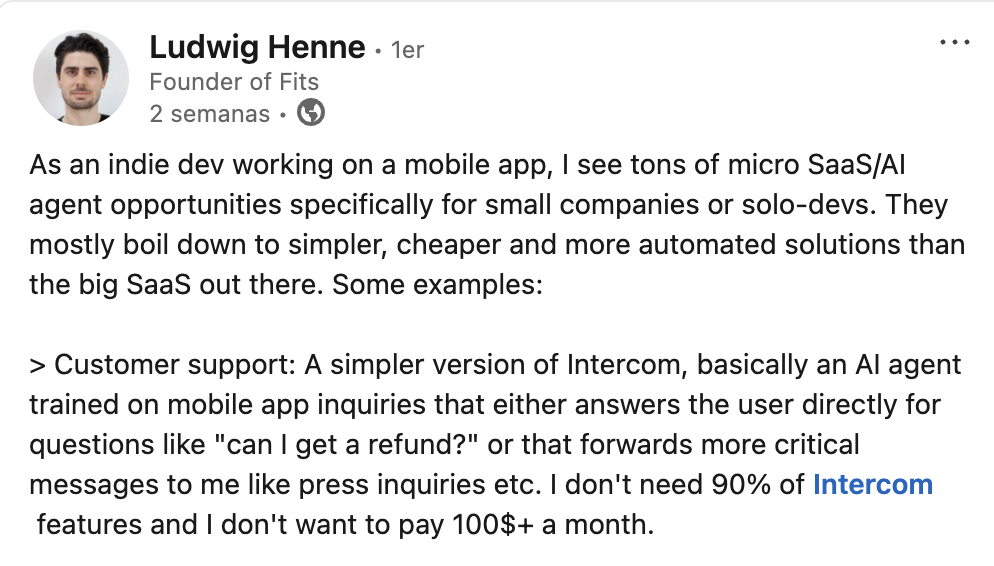 Ludwig Henne • 1er
Founder of Fits
2 semanas •
As an indie dev working on a mobile app, I see tons of micro SaaS/AI
agent opportunities specifically for small companies or solo-devs. They
mostly boil down to simpler, cheaper and more automated solutions than
the big SaaS out there. Some examples:
> Customer support: A simpler version of Intercom, basically an AI agent
trained on mobile app inquiries that either answers the user directly for
questions like "can I get a refund?" or that forwards more critical
messages to me like press inquiries etc. I don't need 90% of Intercom
features and I don't want to pay 100$+ a month.